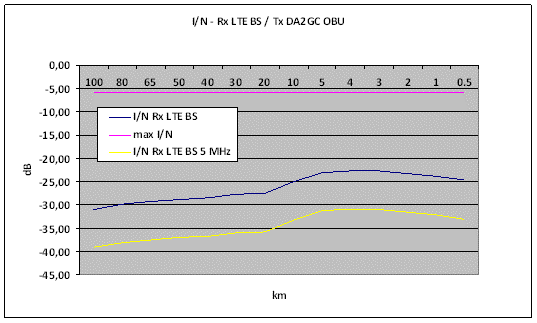 I/N - Rx LTE BS / Tx DA2GC OBU
0,00
100 80 65 50 40 30 20 10 5 4 3 2 1 0.5
-5,00
-10,00
I/N Rx LTE BS
-15,00
max I/N
I/N Rx LTE BS 5 MHz
-20,00
dB
-25,00
-30,00
-35,00
-40,00
-45,00
km